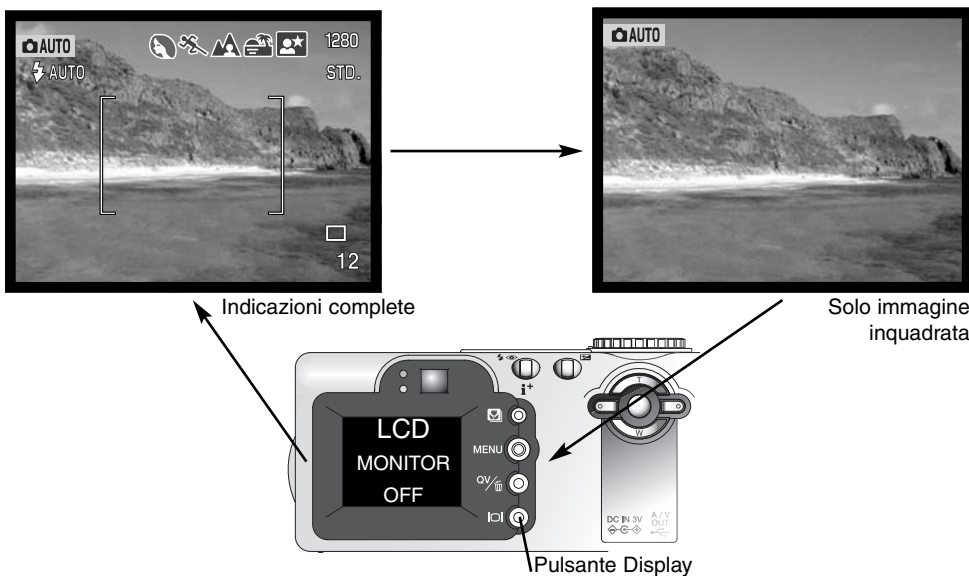 AUTO
1280
AUTO
STD.
12
AUTO
Indicazioni complete
Solo immagine
inquadrata
i+
T
W
LCD
MONITOR
OFF
MENU
QV/
DC IN 3V
A / V
OUT
Pulsante Display